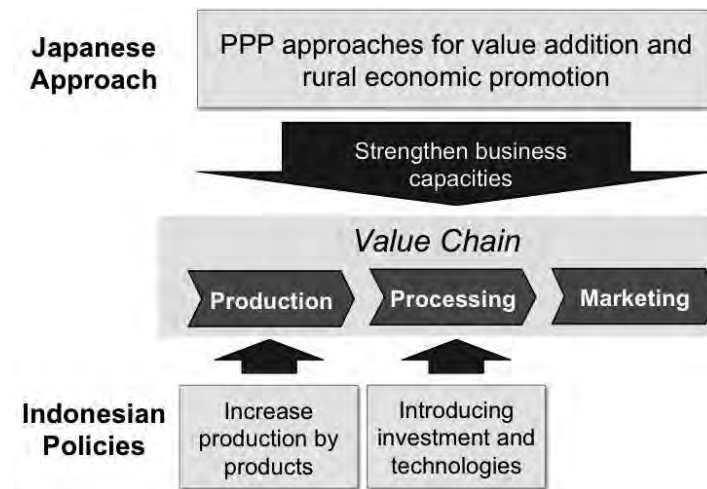 Japanese
Approach
PPP approaches for value addition and
rural economic promotion
Strengthen business
capacities
Value Chain
Production
Processing
Marketing
Indonesian
Policies
Increase
production by
products
Introducing
investment and
technologies